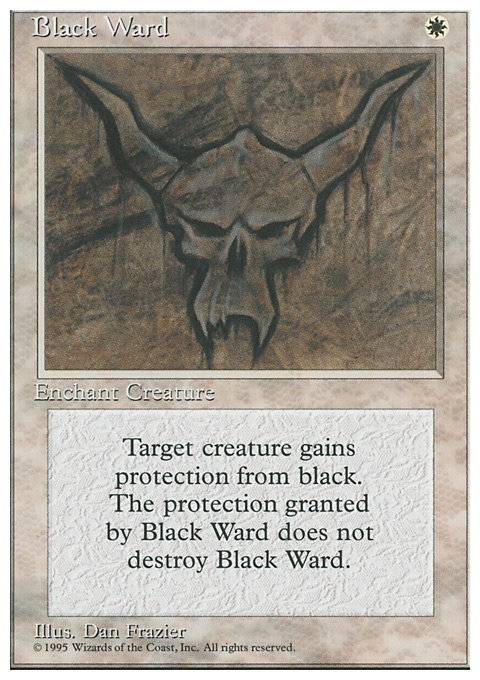 Black Ward
Enchant Creature
Target creature gains
protection from black.
The protection granted
by Black Ward does not
destroy Black Ward.
Illus. Dan Frazier
© 1995 Wizards of the Coast, Inc. All rights reserved.